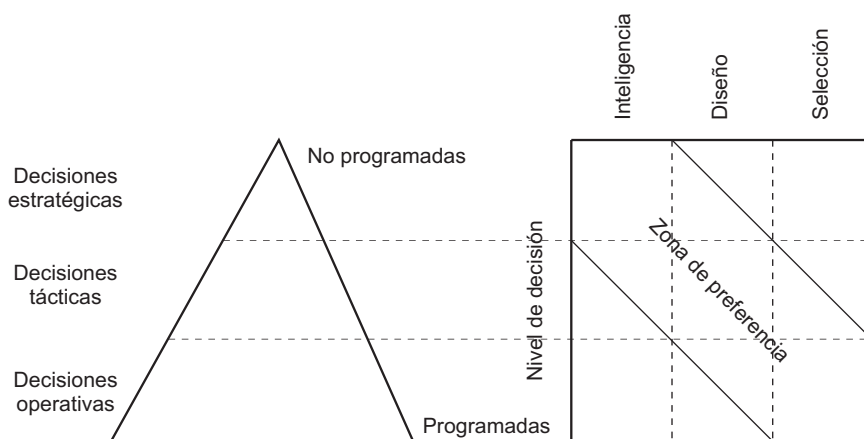 Inteligencia
Diseño
Selección
No programadas
Decisiones
estratégicas
Decisiones
tácticas
Nivel de decisión
Zona de preferencia
Decisiones
operativas
Programadas